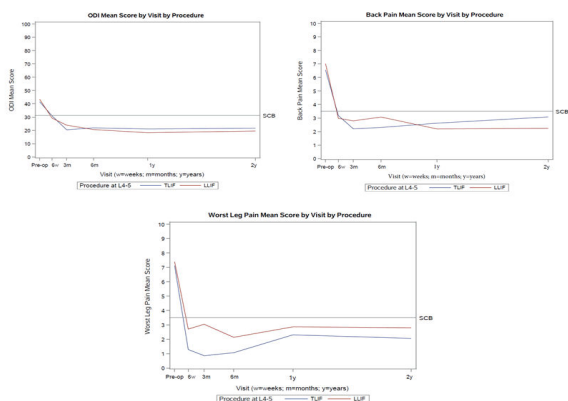 ODI Mean Score by Visit by Procedure
ODI Mean Score
100
90
80
70
60
50
40
30
20
10
0
SCB
Pre-op 6w 3m 6m 1y 2y
Visit (w=weeks; m=months; y=years)
Procedure at L4-5 TLIF LLIF
Back Pain Mean Score by Visit by Procedure
Back Pain Mean Score
10
9
8
7
6
5
4
3
2
1
0
SCB
Pre-op 6w 3m 6m 1Y 2y
Visit (w=weeks; m=months; y=years)
Procedure at L4-5 TLIF LLIF
Worst Leg Pain Mean Score by Visit by Procedure
Worst Leg Pain Mean Score
10
9
8
7
6
5
4
3
2
1
0
SCB
Pre-op 6w 3m 6m 1y 2y
Visit (w=weeks; m=months; y=years)
Procedure at L4-5 TLIF LLIF